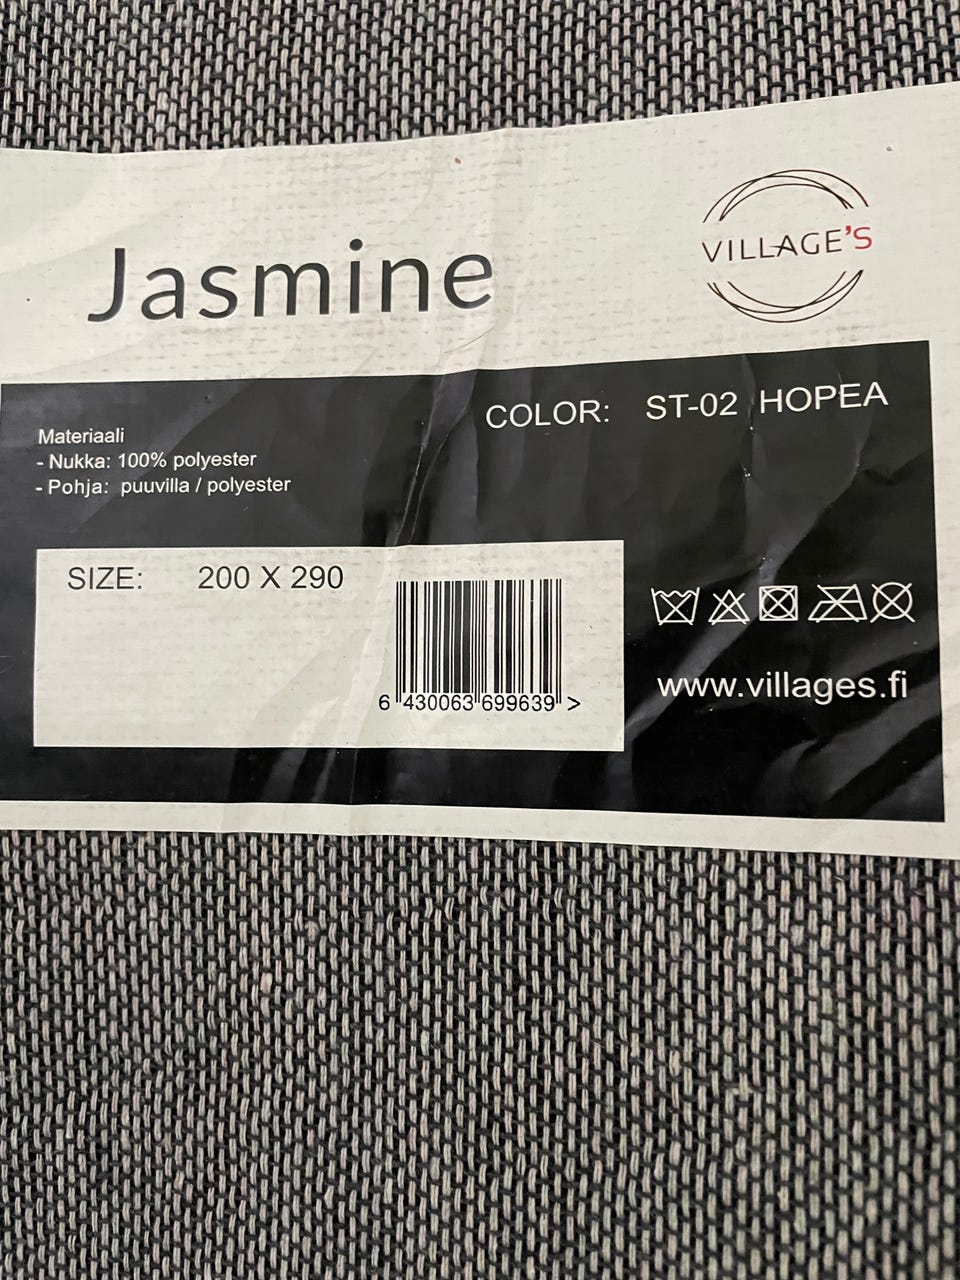 VILLAGE'S
Jasmine
COLOR: ST-02 HOPEA
Materiaali
- Nukka: 100% polyester
- Pohja: puuvilla / polyester
SIZE: 200 X 290
6 430063 699639 >
www.villages.fi